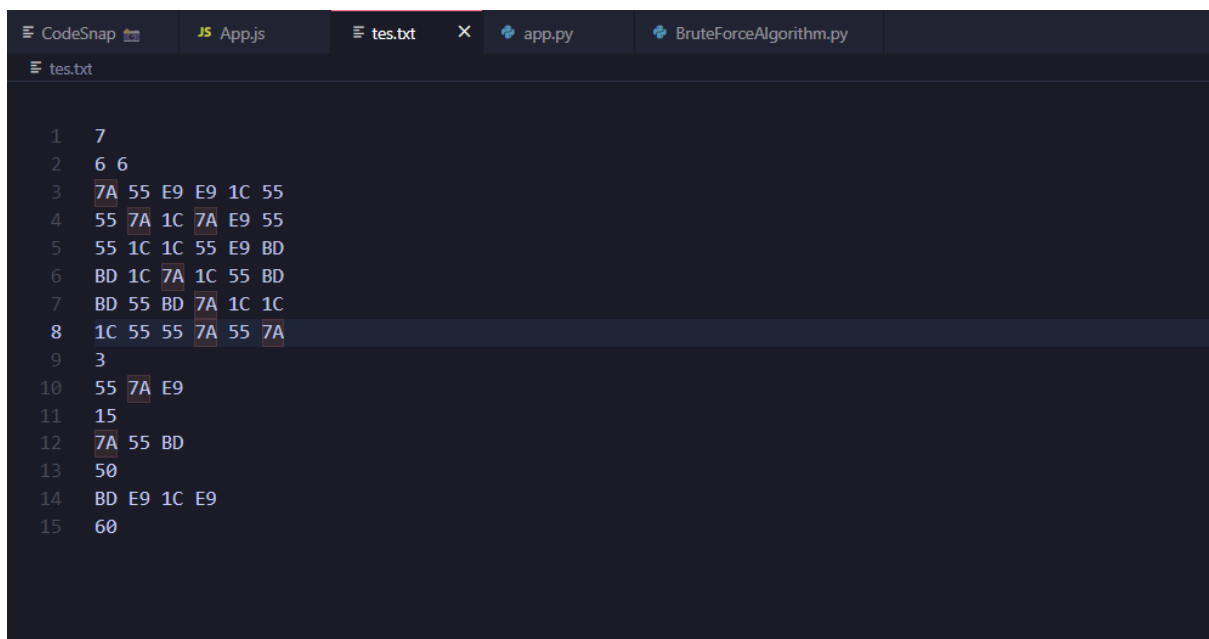 CodeSnap 📷 JS App.js tes.txt × app.py BruteForceAlgorithm.py
tes.txt
1 7
2 6 6
3 7A 55 E9 E9 1C 55
4 55 7A 1C 7A E9 55
5 55 1C 1C 55 E9 BD
6 BD 1C 7A 1C 55 BD
7 BD 55 BD 7A 1C 1C
8 1C 55 55 7A 55 7A
9 3
10 55 7A E9
11 15
12 7A 55 BD
13 50
14 BD E9 1C E9
15 60